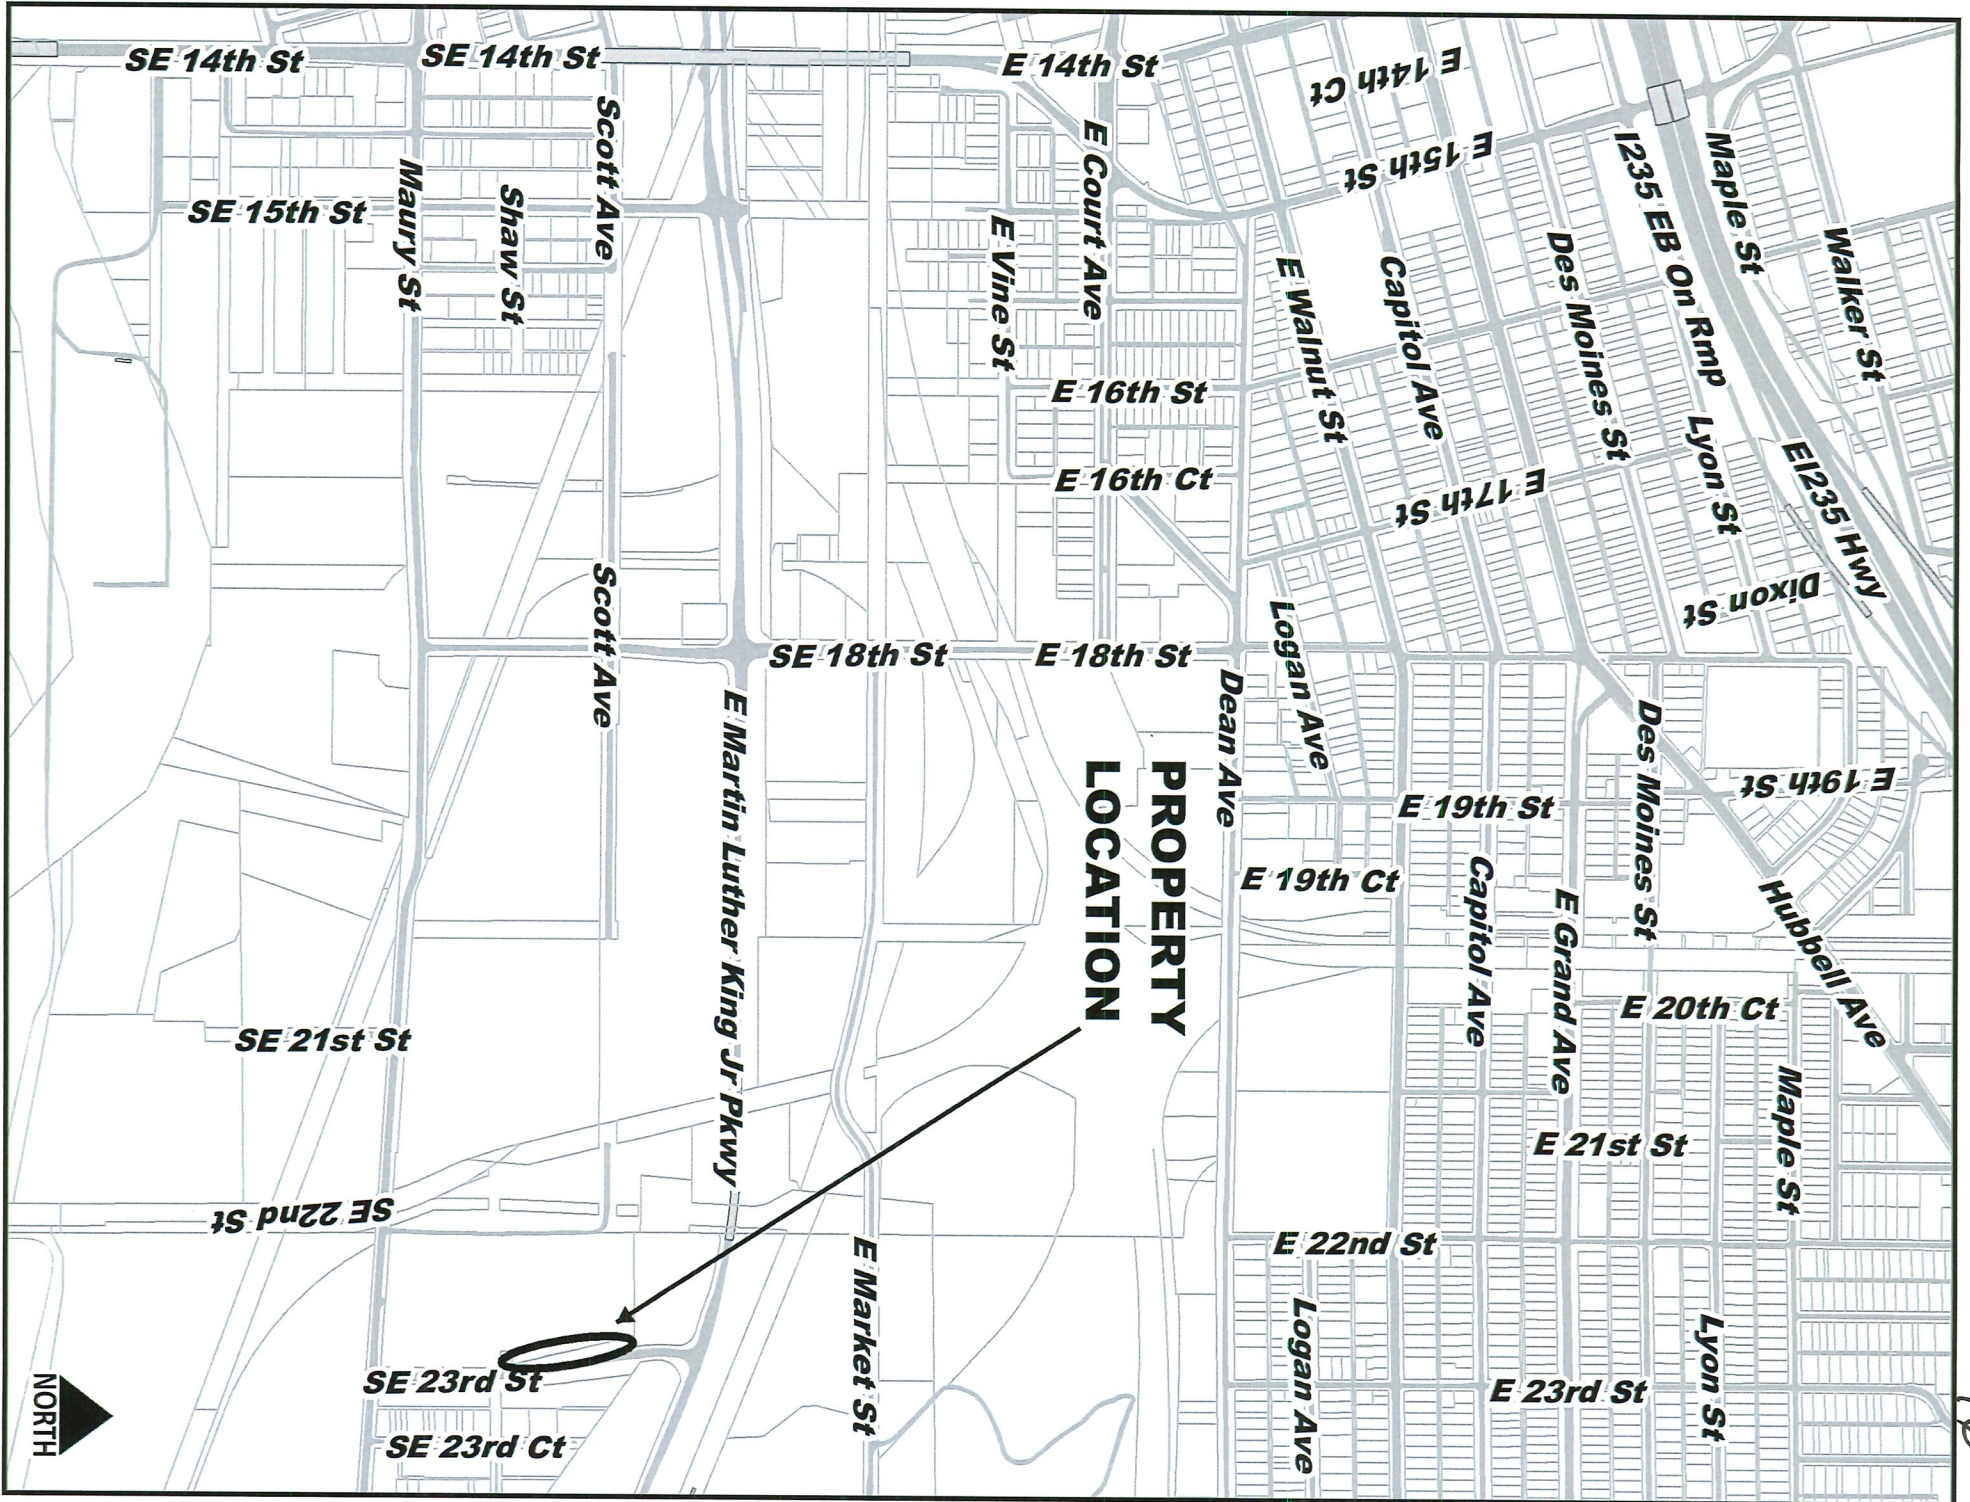 SE 14th St
SE 14th St
E 14th St
E 14th Ct
E 15th St
SE 15th St
Maury St
Shaw St
Scott Ave
E Vine St
E Court Ave
E Walnut St
Capitol Ave
Des Moines St
I235 EB On Rmp
Maple St
Walker St
E 16th St
E 16th Ct
E 17th St
Lyon St
EI235 Hwy
Dixon St
Scott Ave
SE 18th St
E 18th St
Logan Ave
Dean Ave
E Martin Luther King Jr Pkwy
PROPERTY
LOCATION
Des Moines St
E 19th St
E 19th St
E 19th Ct
Capitol Ave
E Grand Ave
Hubbell Ave
E 20th Ct
SE 21st St
E 21st St
Maple St
SE 22nd St
E 22nd St
E Market St
SE 23rd St
SE 23rd Ct
Logan Ave
E 23rd St
Lyon St
NORTH